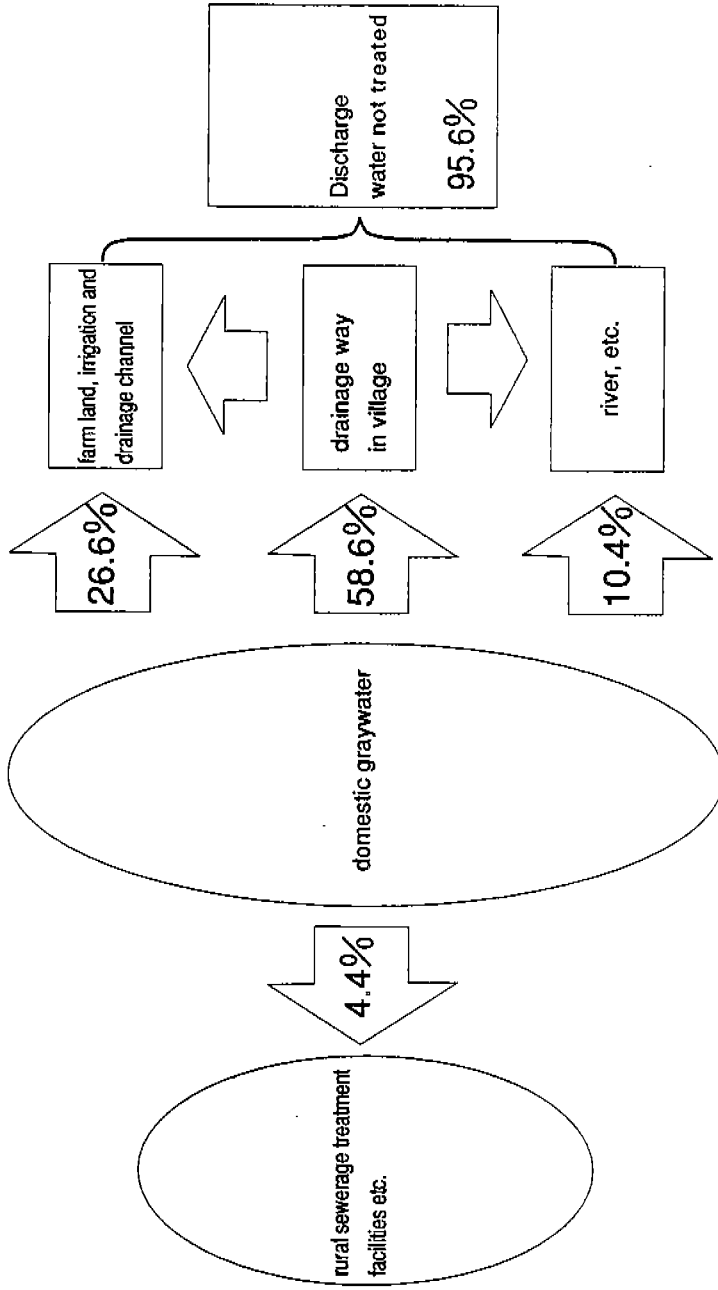 rural sewerage treatment
facilities etc.
4.4%
domestic graywater
26.6%
58.6%
10.4%
farm land, irrigation and
drainage channel
drainage way
in village
river, etc.
Discharge
water not treated
95.6%